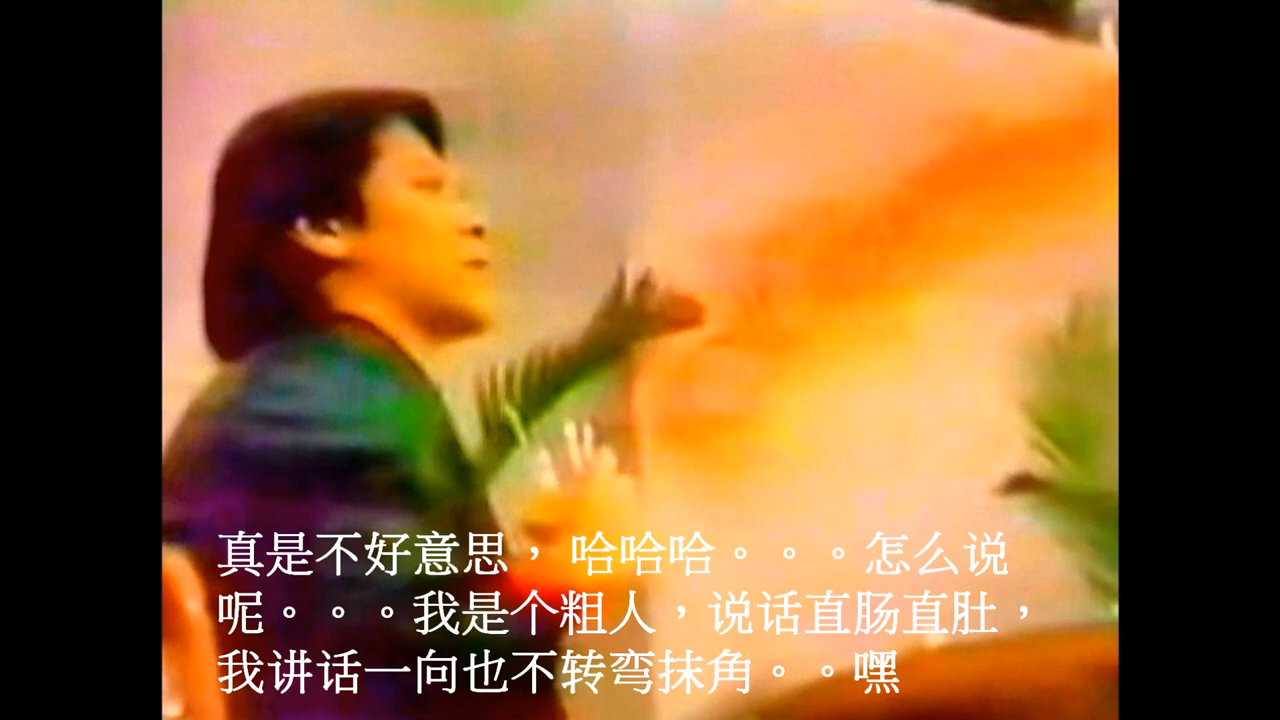 真是不好意思， 哈哈哈。。。怎么说
呢。。。我是个粗人，说话直肠直肚，
我讲话一向也不转弯抹角。。嘿